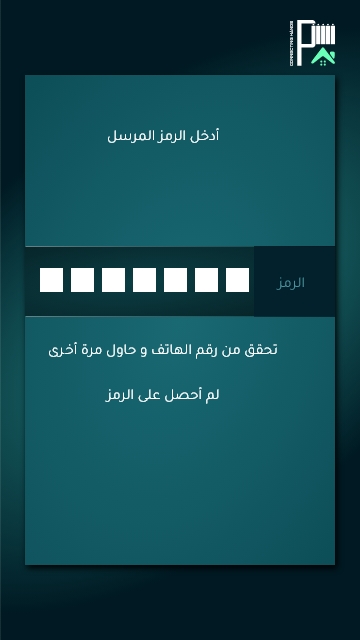 CONNECTING HANDS
أدخل الرمز المرسل
الرمز
تحقق من رقم الهاتف و حاول مرة أخرى
لم أحصل على الرمز